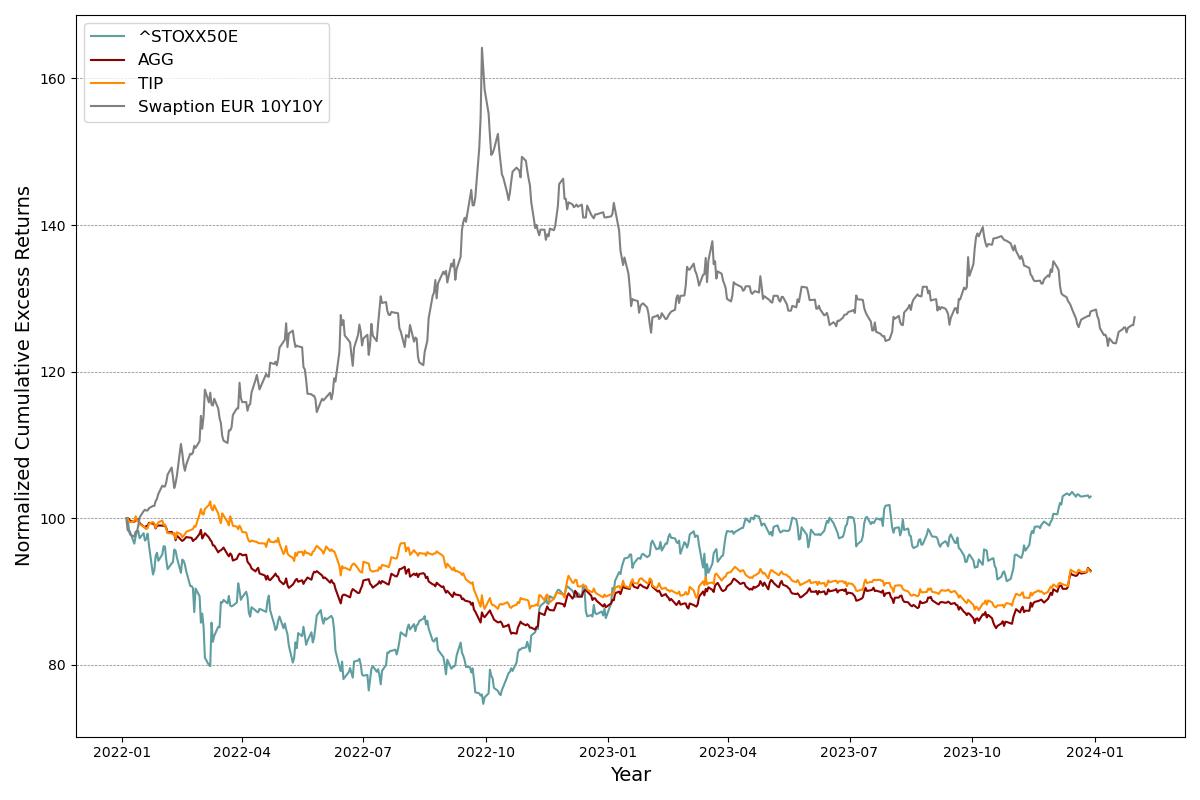 ^STOXX50E
AGG
TIP
Swaption EUR 10Y10Y
Normalized Cumulative Excess Returns
160
140
120
100
80
2022-01 2022-04 2022-07 2022-10 2023-01 2023-04 2023-07 2023-10 2024-01
Year